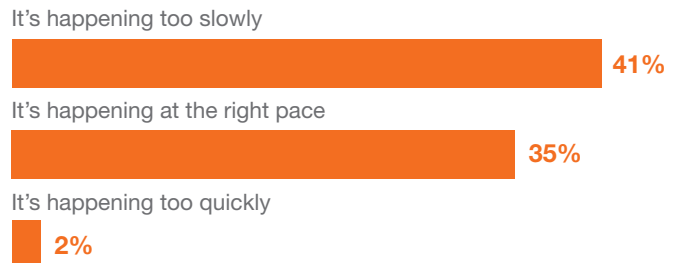 It’s happening too slowly
41%
It’s happening at the right pace
35%
It’s happening too quickly
2%